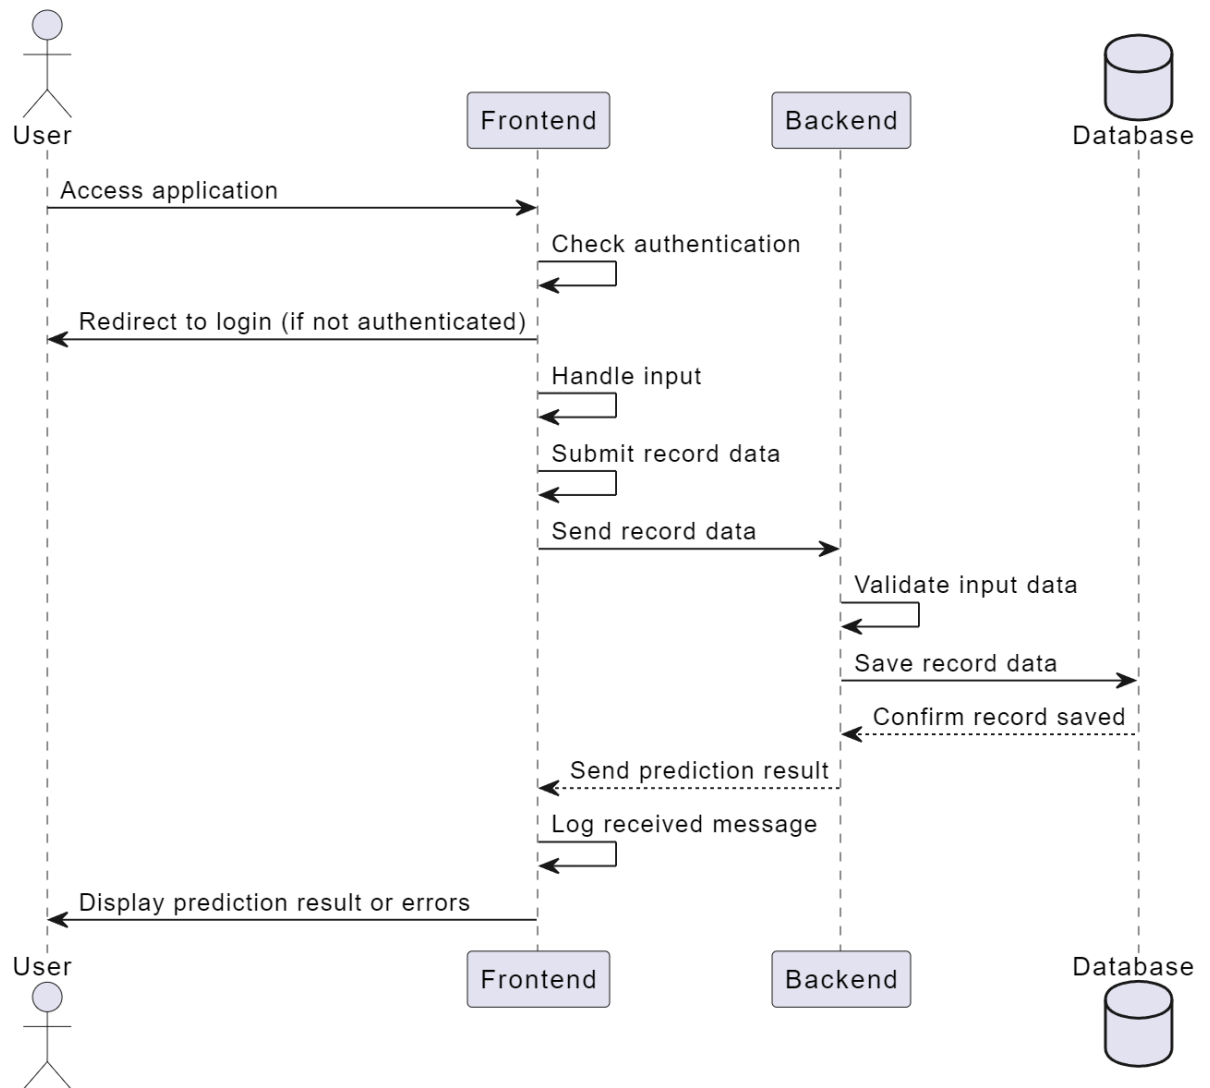 User
Frontend
Backend
Database
Access application
Check authentication
Redirect to login (if not authenticated)
Handle input
Submit record data
Send record data
Validate input data
Save record data
Confirm record saved
Send prediction result
Log received message
Display prediction result or errors
User
Frontend
Backend
Database